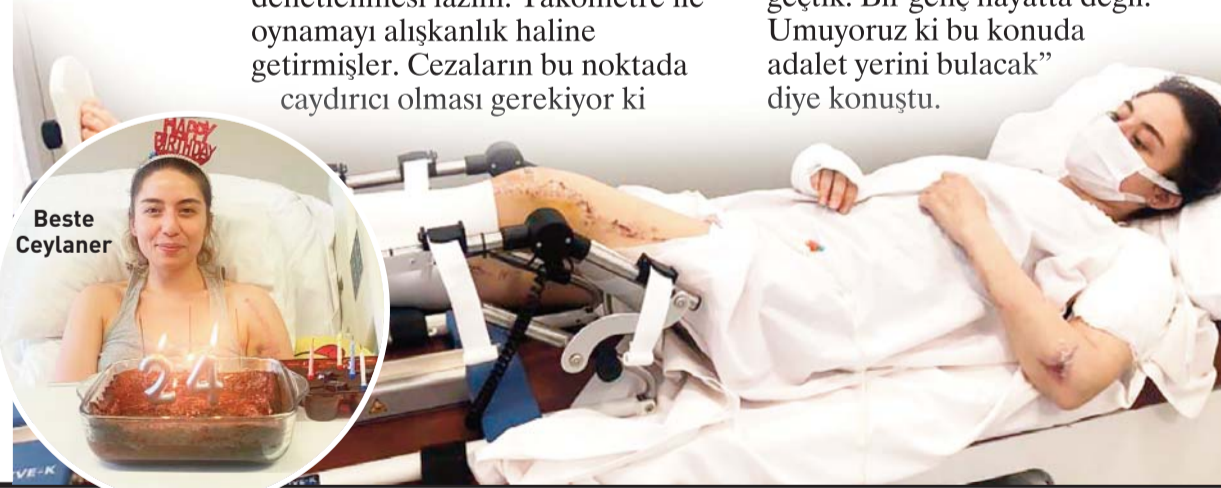 oynamayı alışkanlık haline
getirmişler. Cezaların bu noktada
caydırıcı olması gerekiyor ki
Umuyoruz ki bu konuda
adalet yerini bulacak”
diye konuştu.
HAPPY
BIRTHDAY
Beste
Ceylaner
24
VE-K